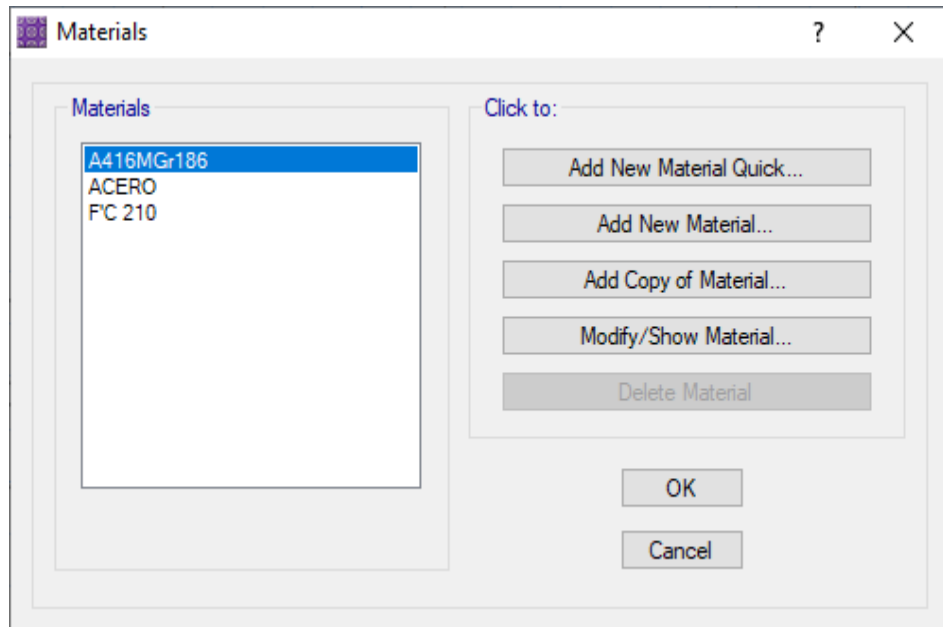 Materials
?
Materials
A416MGr186
ACERO
F'C 210
Click to:
Add New Material Quick...
Add New Material...
Add Copy of Material...
Modify/Show Material...
Delete Material
OK
Cancel